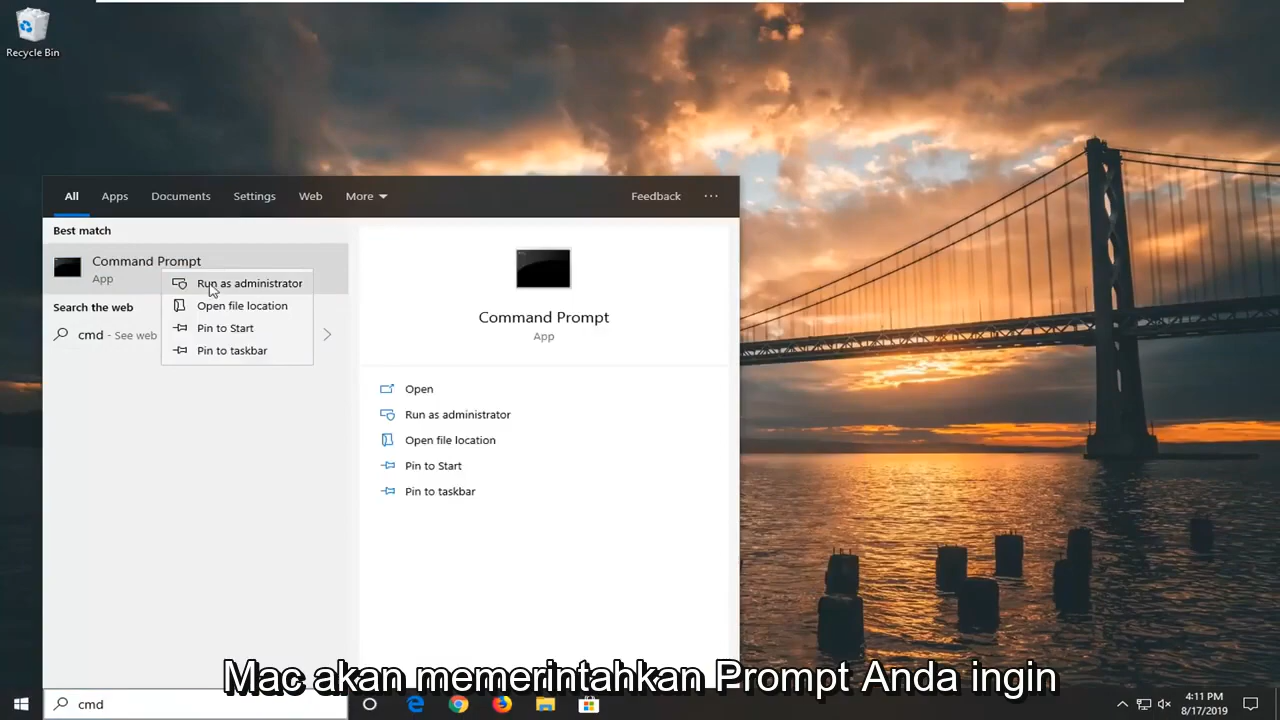 Recycle Bin
All Apps Documents Settings Web More Feedback ...
Best match
Command Prompt
App
Run as administrator
Open file location
Pin to Start
Pin to taskbar
Search the web
cmd - See web
Command Prompt
App
Open
Run as administrator
Open file location
Pin to Start
Pin to taskbar
Mac akan memerintahkan Prompt Anda ingin
cmd
4:11 PM
8/17/2019